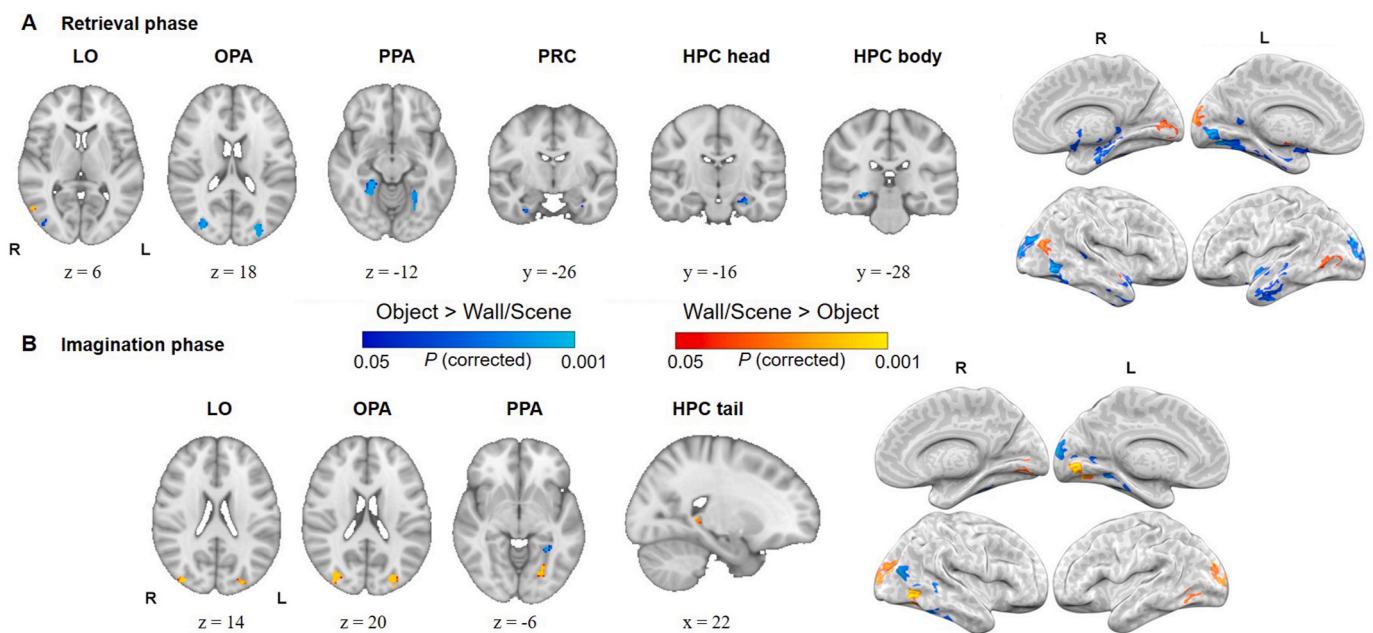 A Retrieval phase
LO OPA PPA PRC HPC head HPC body
R L
R L
z = 6 z = 18 z = -12 y = -26 y = -16 y = -28
Object > Wall/Scene Wall/Scene > Object
0.05 P (corrected) 0.001 0.05 P (corrected) 0.001
B Imagination phase
R L
LO OPA PPA HPC tail
R L
z = 14 z = 20 z = -6 x = 22